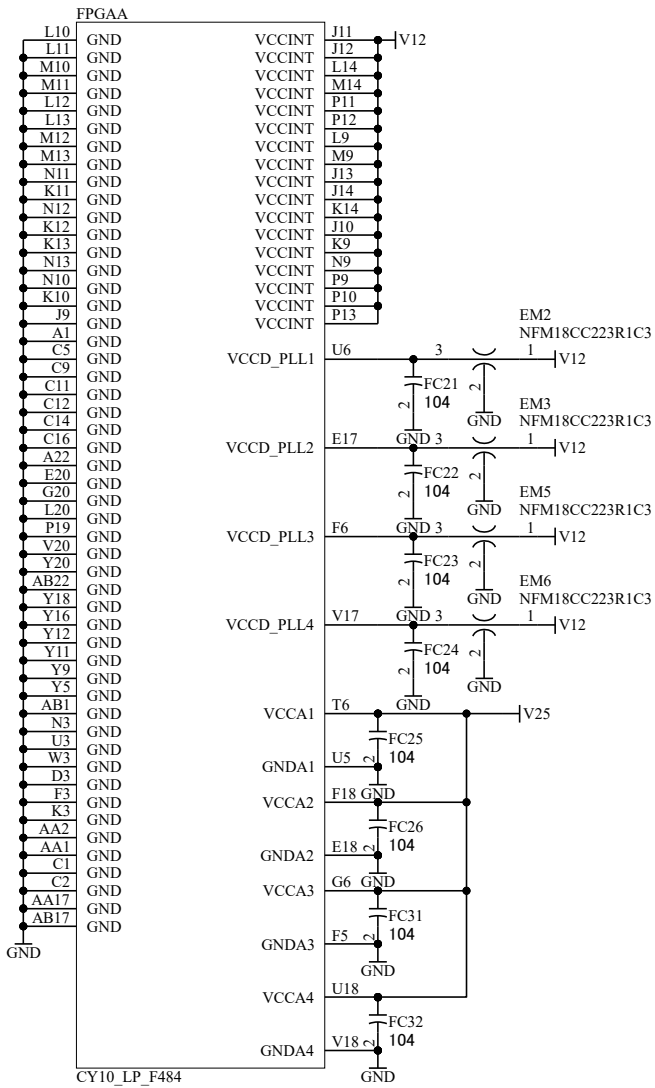 FPGAA
L10 GND VCCINT J11 V12
L11 GND VCCINT J12
M10 GND VCCINT L14
M11 GND VCCINT M14
L12 GND VCCINT P11
L13 GND VCCINT P12
M12 GND VCCINT L9
M13 GND VCCINT M9
N11 GND VCCINT J13
K11 GND VCCINT J14
N12 GND VCCINT K14
K12 GND VCCINT J10
K13 GND VCCINT K9
N13 GND VCCINT N9
N10 GND VCCINT P9
K10 GND VCCINT P10
J9 GND VCCINT P13
EM2
A1 GND NFM18CC223R1C3
C5 GND VCCD_PLL1 U6 3 1 V12
C9 GND FC21 2
C11 GND 2 104
C12 GND GND EM3
C14 GND NFM18CC223R1C3
C16 GND VCCD_PLL2 E17 GND 3 1 V12
A22 GND FC22 2
E20 GND 2 104
G20 GND GND EM5
L20 GND NFM18CC223R1C3
P19 GND VCCD_PLL3 F6 GND 3 1 V12
V20 GND FC23 2
Y20 GND 2 104
AB22 GND GND EM6
Y18 GND NFM18CC223R1C3
Y16 GND VCCD_PLL4 V17 GND 3 1 V12
Y12 GND FC24 2
Y11 GND 2 104
Y9 GND GND
Y5 GND GND
AB1 GND VCCA1 T6 V25
N3 GND
U3 GND FC25
W3 GND GNDA1 U5 2 104
D3 GND
F3 GND VCCA2 F18 GND
K3 GND FC26
AA2 GND 2 104
AA1 GND GNDA2 E18
C1 GND
C2 GND VCCA3 G6 GND
AA17 GND FC31
AB17 GND 2 104
GND GNDA3 F5
GND
VCCA4 U18
FC32
2 104
GNDA4 V18
CY10_LP_F484 GND